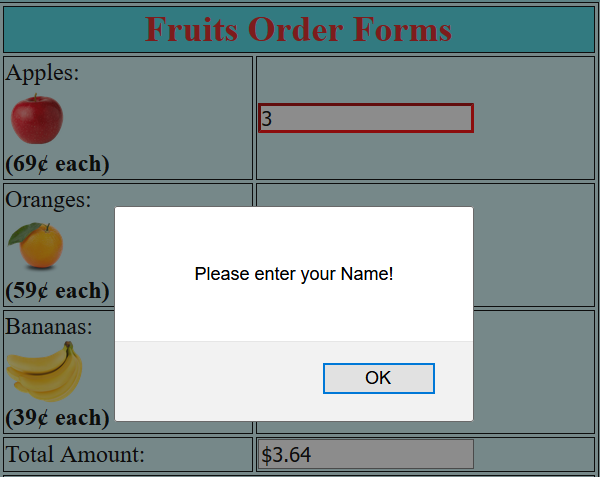 Fruits Order Forms
Apples:
3
(69¢ each)
Oranges:
(59¢ each)
Please enter your Name!
Bananas:
OK
(39¢ each)
Total Amount:
$3.64